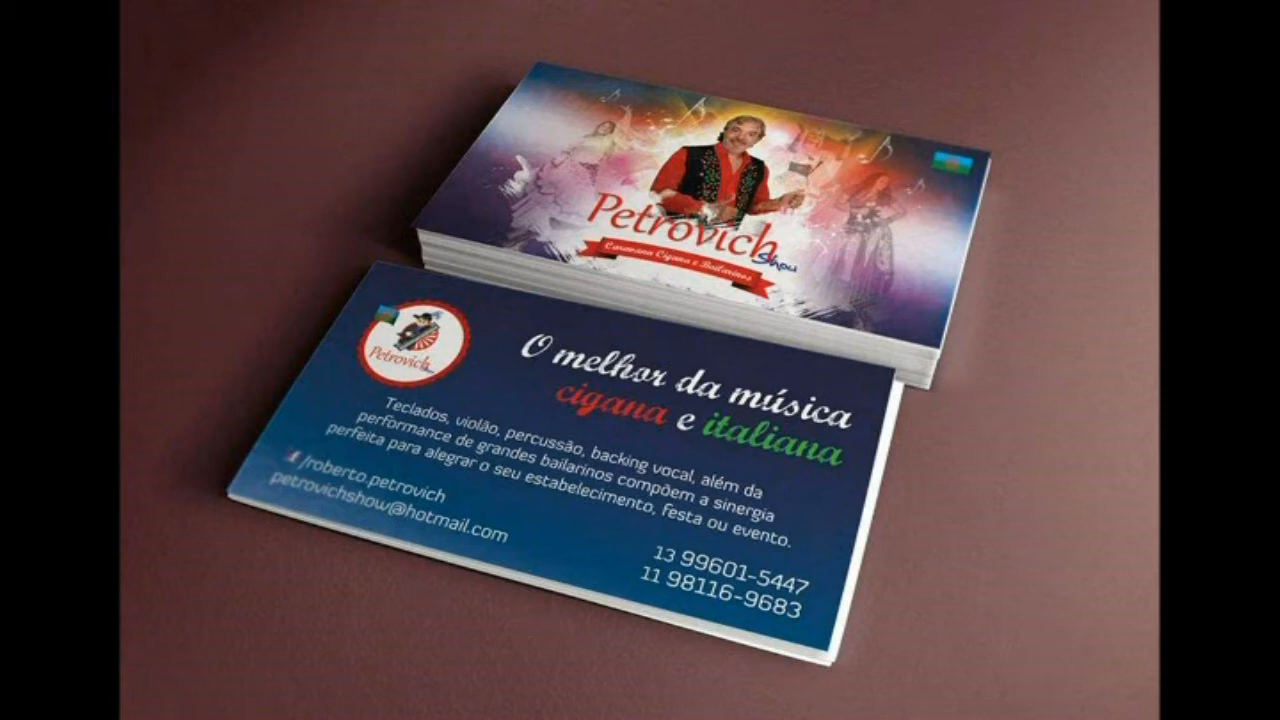 Petrovich
Show
Caravana Cigana e Bailarinos
Petrovich
Show
O melhor da música
cigana e italiana
Teclados, violão, percussão, backing vocal, além da
performance de grandes bailarinos compõem a sinergia
perfeita para alegrar o seu estabelecimento, festa ou evento.
f /roberto.petrovich
petrovichshow@hotmail.com
13 99601-5447
11 98116-9683